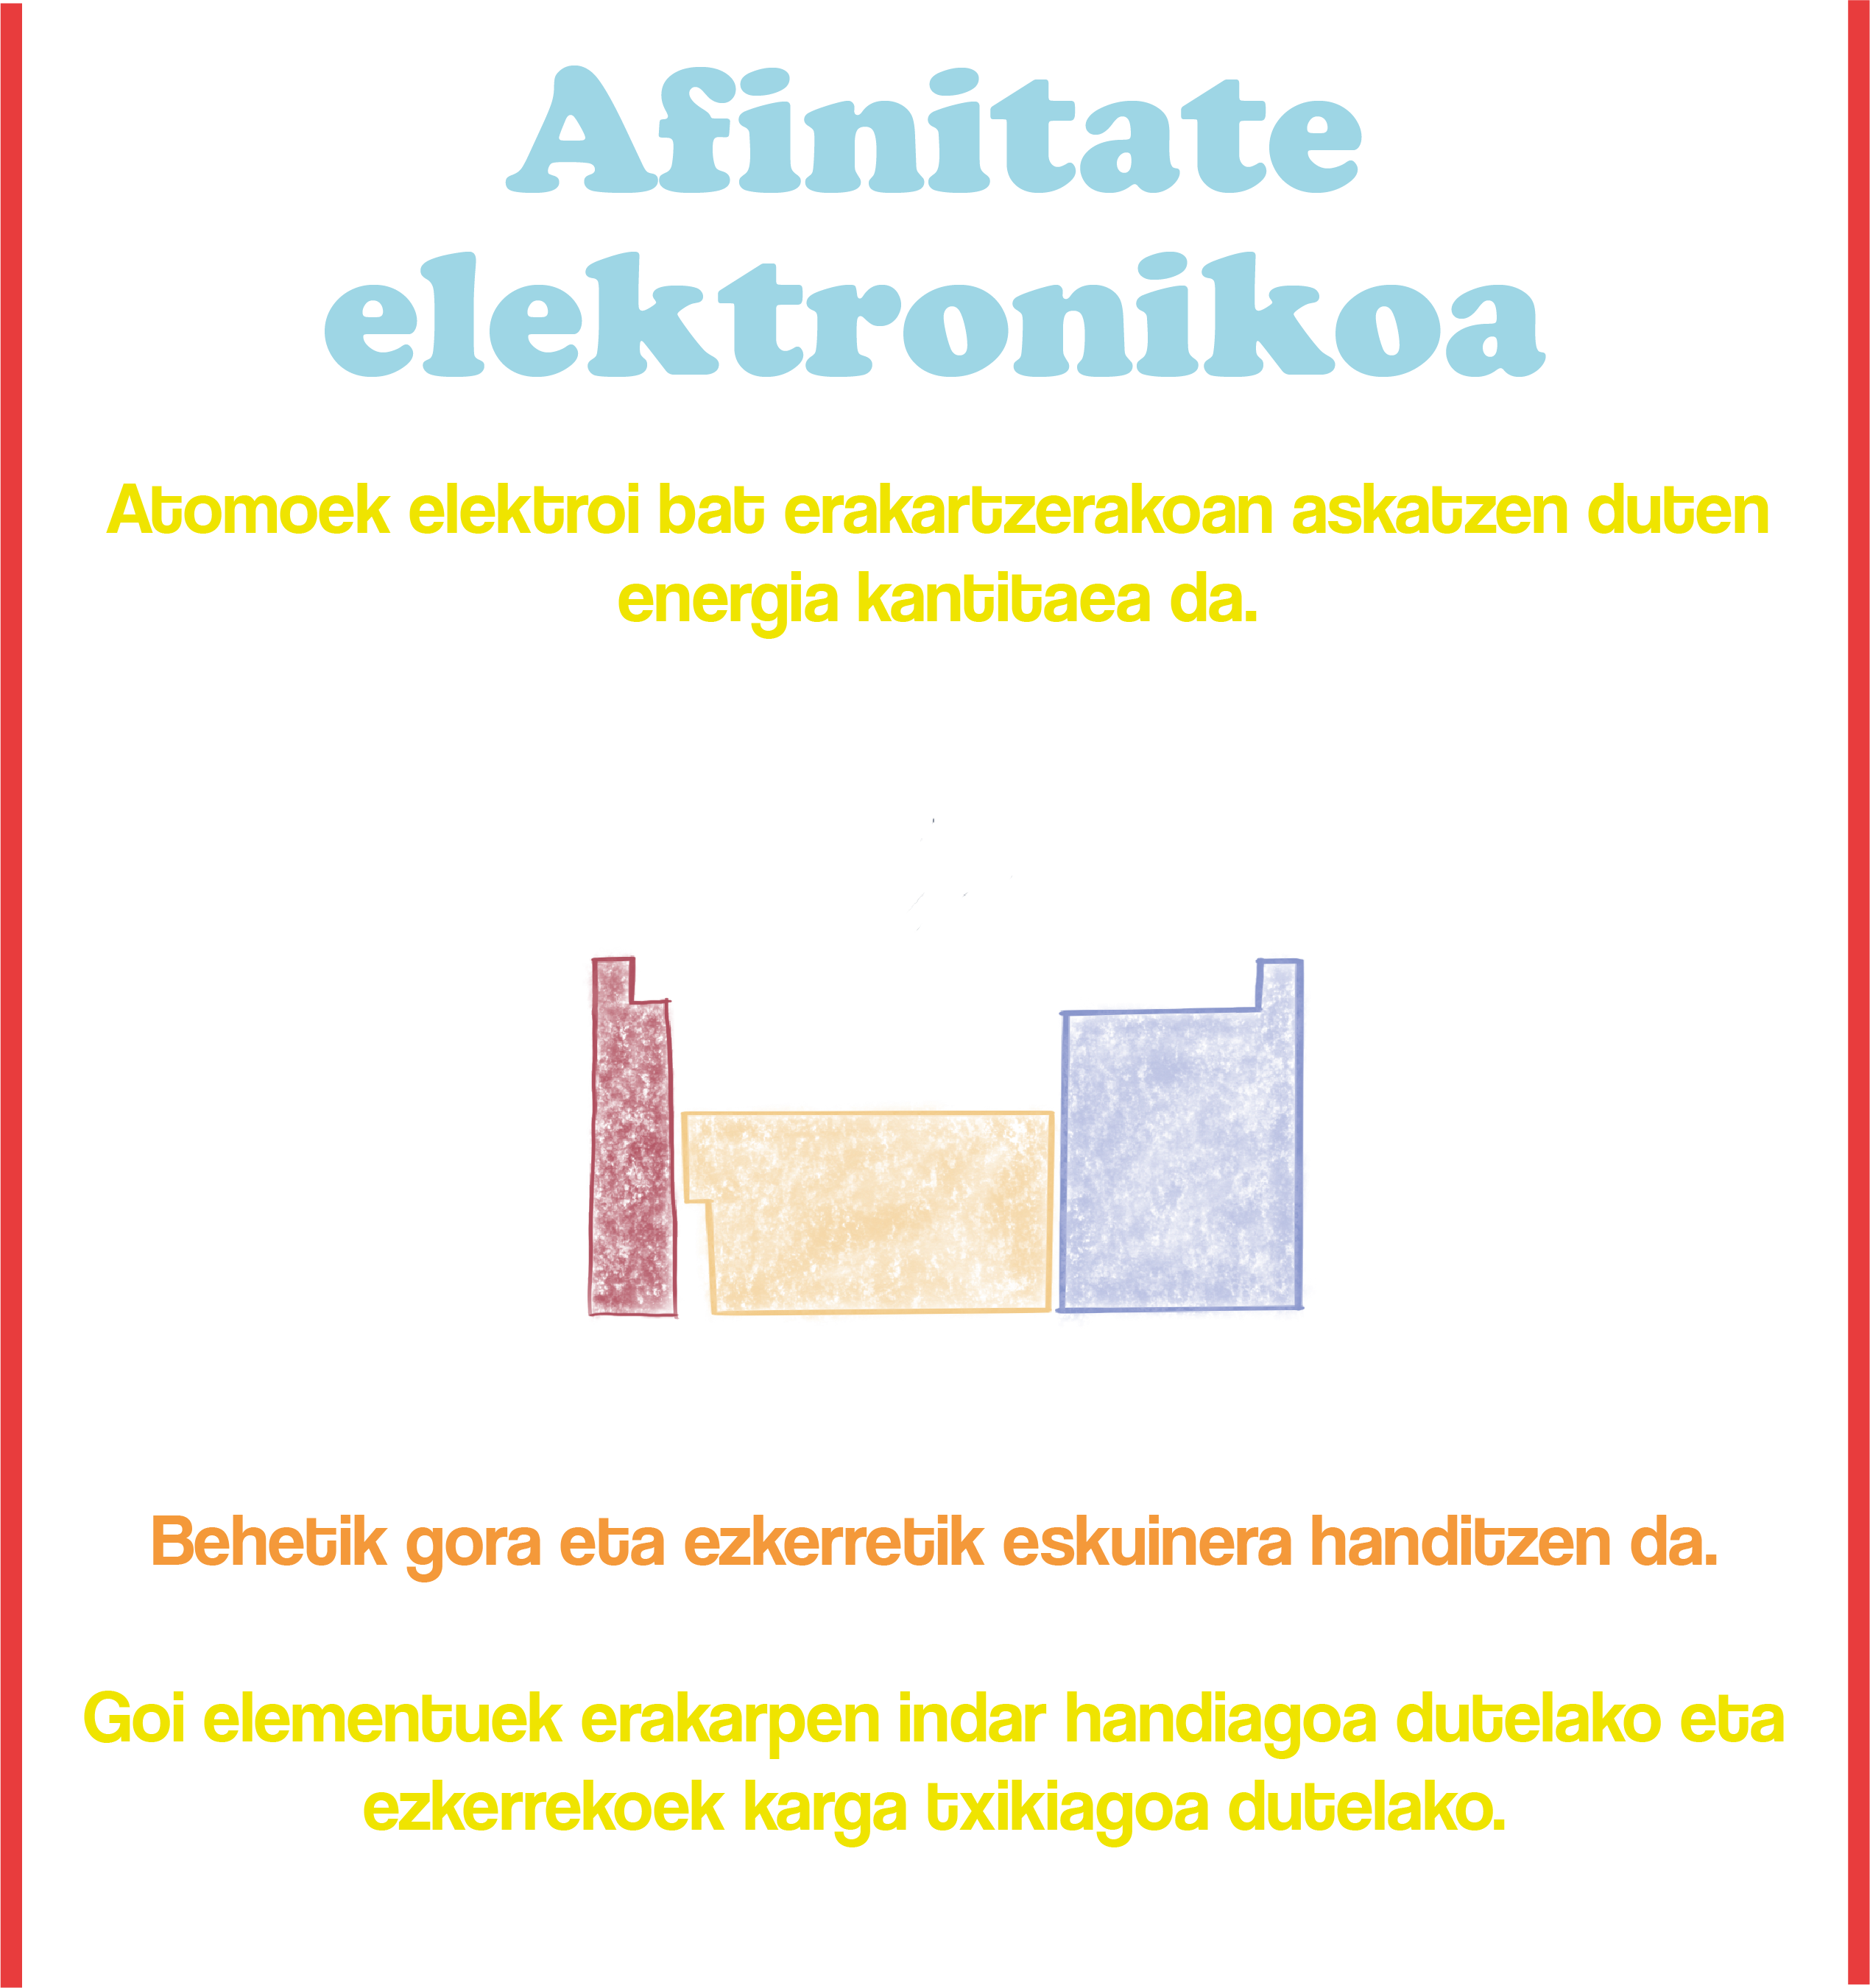 Afinitate
elektronikoa
Atomoek elektroi bat erakartzerakoan askatzen duten
energia kantitaea da.
Behetik gora eta ezkerretik eskuinera handitzen da.
Goi elementuek erakarpen indar handiagoa dutelako eta
ezkerrekoek karga txikiagoa dutelako.